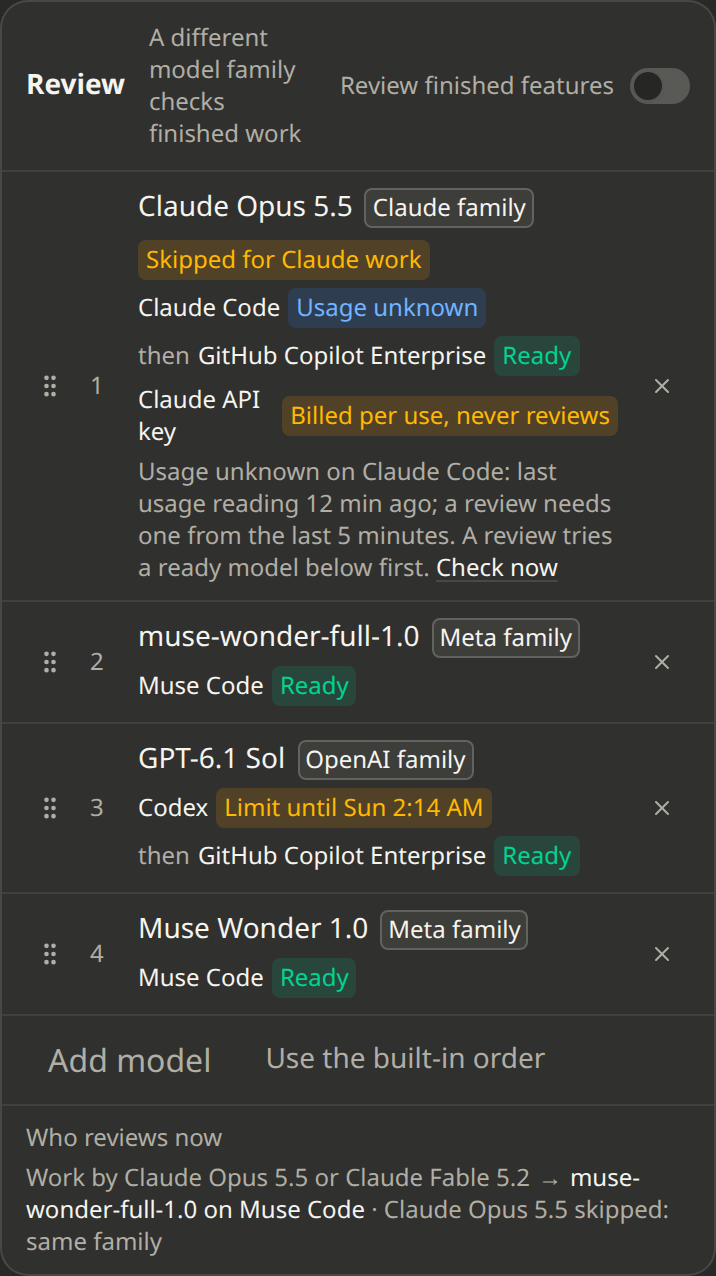 Review
A different
model family
checks
finished work
Review finished features
Claude Opus 5.5 Claude family
Skipped for Claude work
Claude Code Usage unknown
then GitHub Copilot Enterprise Ready
1
Claude API
key
Billed per use, never reviews
Usage unknown on Claude Code: last
usage reading 12 min ago; a review needs
one from the last 5 minutes. A review tries
a ready model below first. Check now
2
muse-wonder-full-1.0 Meta family
Muse Code Ready
3
GPT-6.1 Sol OpenAI family
Codex Limit until Sun 2:14 AM
then GitHub Copilot Enterprise Ready
4
Muse Wonder 1.0 Meta family
Muse Code Ready
Add model Use the built-in order
Who reviews now
Work by Claude Opus 5.5 or Claude Fable 5.2 → muse-
wonder-full-1.0 on Muse Code · Claude Opus 5.5 skipped:
same family